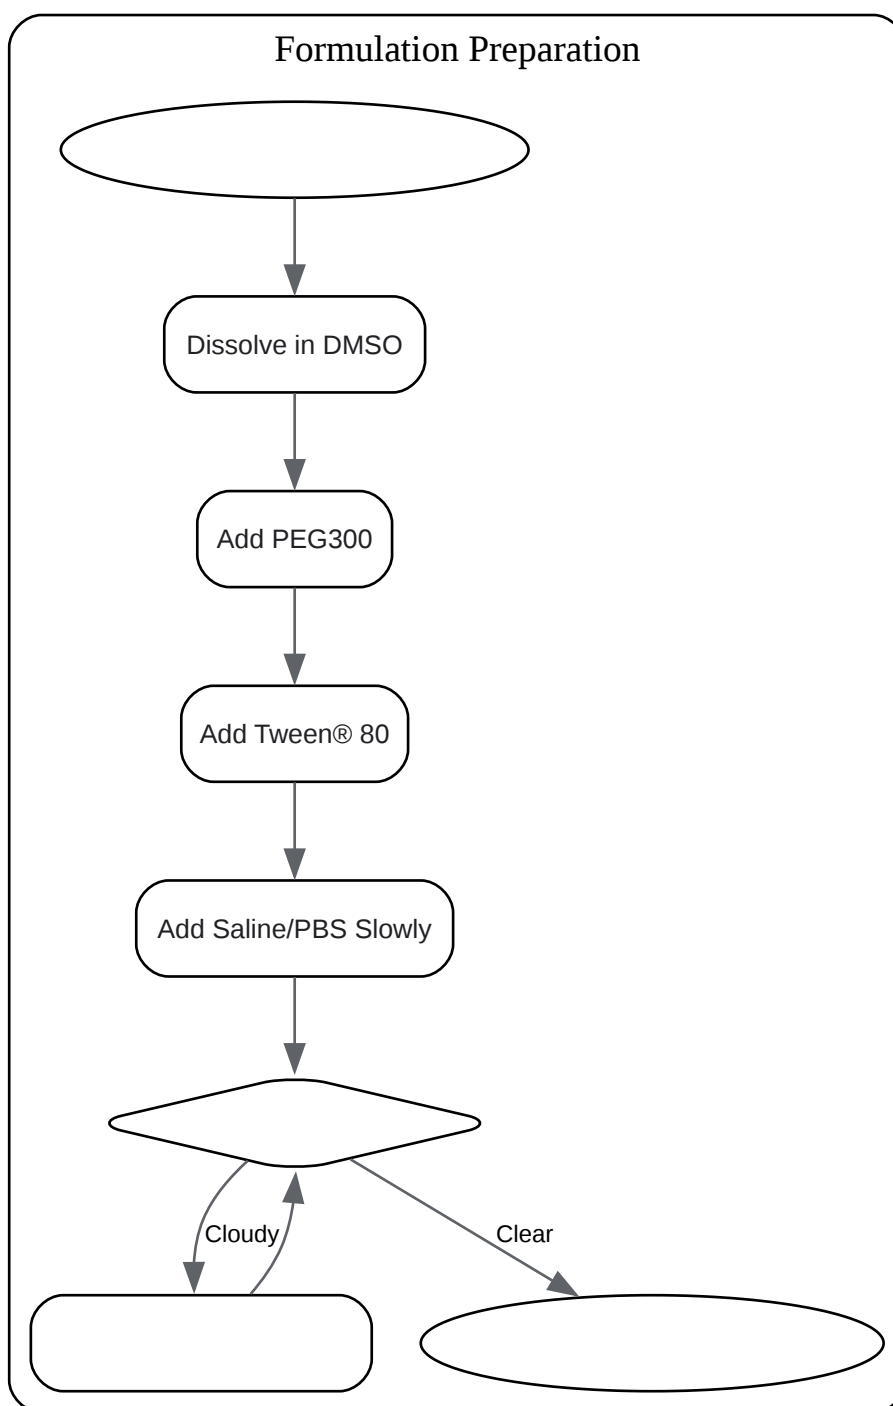 Formulation Preparation
Dissolve in DMSO
Add PEG300
Add Tween® 80
Add Saline/PBS Slowly
Cloudy
Clear